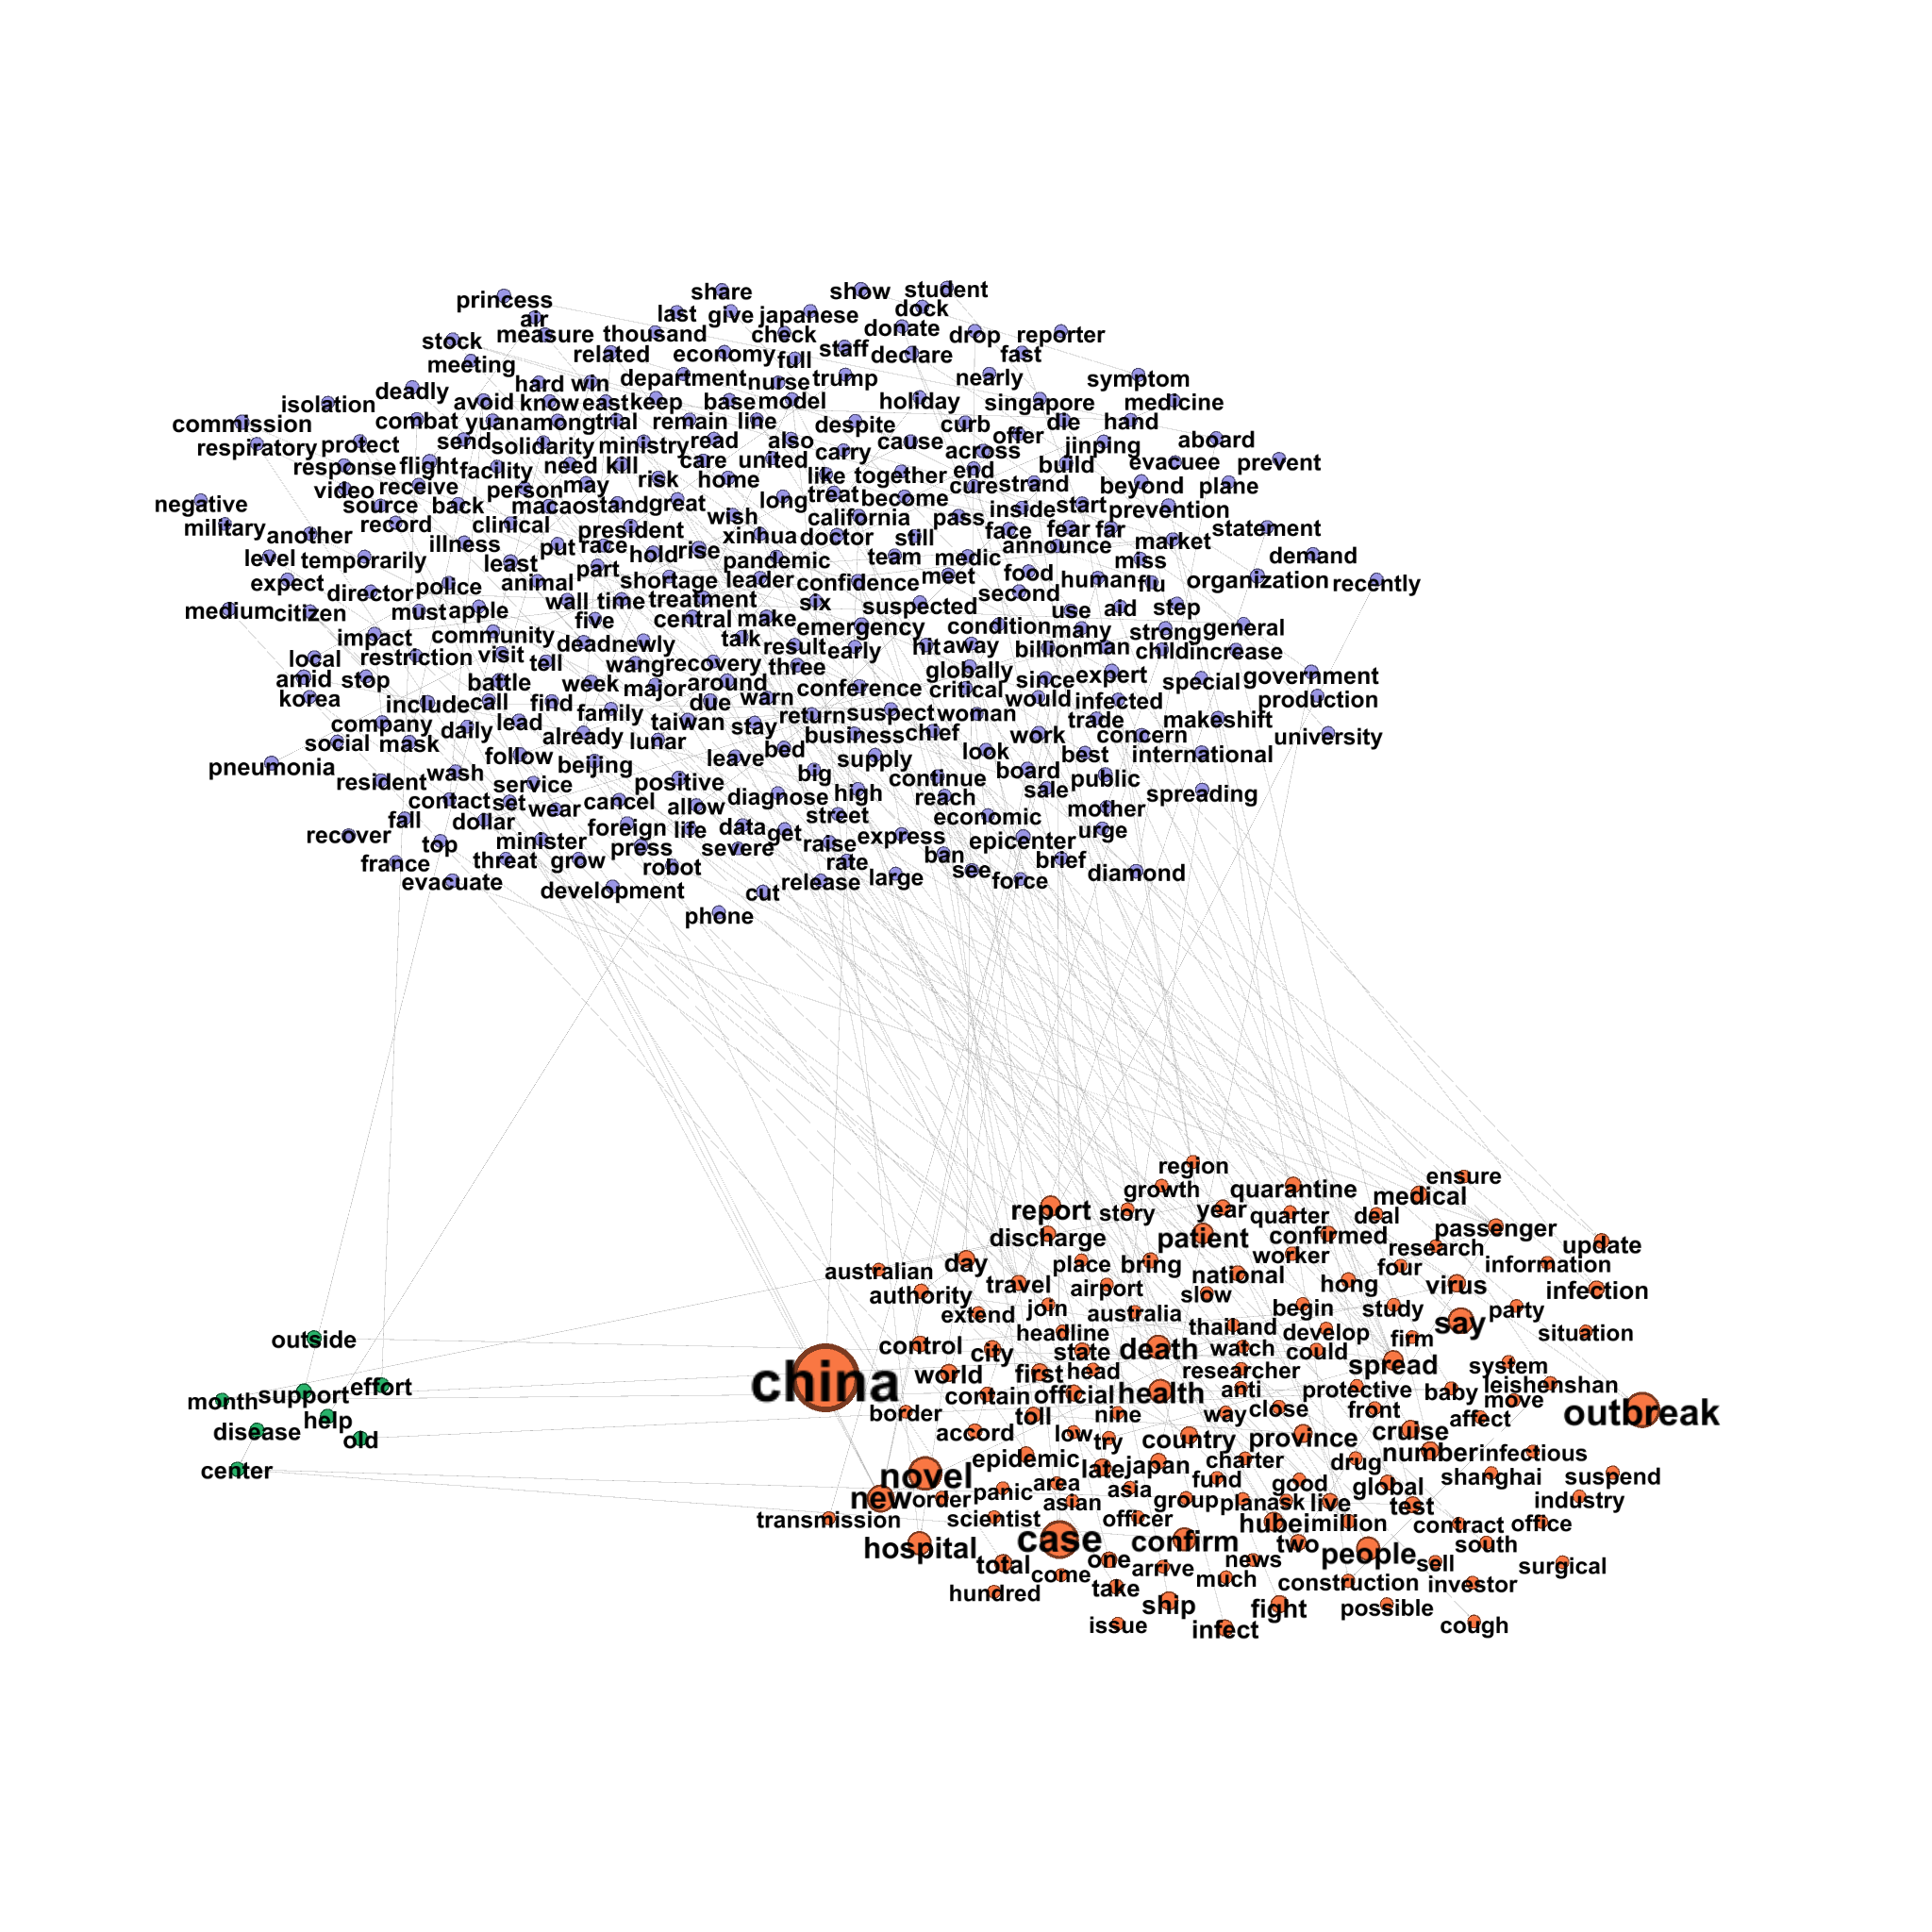 princess
share
show
student
air
last
give
japanese
dock
measure
thousand
check
donate
drop
reporter
stock
related
economy
full
staff
declare
fast
meeting
hard
win
department
nurse
trump
nearly
symptom
deadly
isolation
avoid
know
east
keep
base
model
holiday
singapore
medicine
commission
combat
yuan
among
trial
remain
line
despite
curb
die
hand
respiratory
protect
send
solidarity
ministry
read
also
carry
cause
across
offer
jinping
aboard
response
flight
facility
need
kill
care
united
like
together
end
build
evacuee
prevent
video
receive
person
may
risk
home
long
treat
become
cure
strand
beyond
plane
negative
source
back
macao
stand
great
wish
california
pass
inside
start
prevention
military
another
record
clinical
president
xinhua
doctor
still
face
fear
far
statement
level
temporarily
illness
put
race
hold
rise
pandemic
team
medic
announce
miss
market
demand
expect
director
police
least
animal
part
shortage
leader
confidence
meet
food
human
flu
organization
recently
medium
citizen
must
apple
wall
time
treatment
six
suspected
second
use
aid
step
impact
community
five
central
make
emergency
condition
many
strong
general
local
restriction
visit
tell
dead
newly
talk
result
early
hit
away
billion
man
child
increase
amid
stop
battle
week
wang
recovery
three
globally
since
expert
special
government
korea
include
call
find
major
around
due
warn
conference
critical
would
infected
production
company
daily
lead
family
taiwan
stay
return
suspect
woman
trade
makeshift
social
mask
follow
already
lunar
leave
bed
business
chief
look
work
concern
university
pneumonia
resident
wash
service
beijing
positive
big
supply
continue
board
best
public
international
contact
set
wear
cancel
allow
diagnose
high
reach
sale
mother
spreading
recover
fall
dollar
foreign
life
data
get
street
express
economic
urge
france
top
threat
minister
grow
press
severe
raise
rate
ban
epicenter
brief
diamond
evacuate
development
robot
cut
release
large
see
force
phone
region
ensure
growth
quarantine
medical
report
story
year
quarter
deal
passenger
discharge
patient
confirmed
research
update
australian
day
place
bring
worker
four
information
authority
travel
airport
national
slow
hong
virus
infection
extend
join
australia
begin
study
party
outside
control
headline
thailand
develop
firm
say
situation
city
state
death
watch
could
spread
system
china
world
first
head
researcher
leishenshan
month
support
effort
contain
official
health
anti
protective
baby
move
disease
help
border
toll
nine
way
close
front
affect
outbreak
old
accord
low
try
country
province
cruise
center
epidemic
late
japan
charter
drug
number
infectious
novel
panic
area
asia
fund
good
global
shanghai
suspend
new
order
asian
group
plan
ask
live
test
industry
transmission
scientist
officer
hubei
million
contract
office
hospital
case
confirm
two
people
south
total
come
one
arrive
news
sell
surgical
hundred
take
much
construction
investor
ship
fight
possible
issue
infect
cough